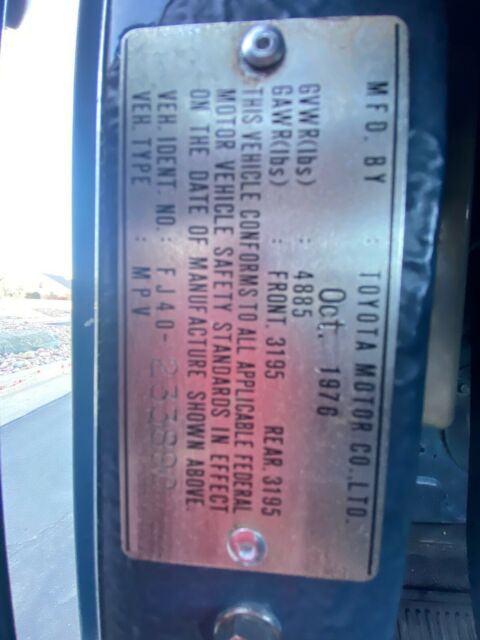 MFD. BY : TOYOTA MOTOR CO.,LTD.
Oct. 1976
GVWR(lbs) : 4885
GAWR(lbs) : FRONT. 3195 REAR. 3195
THIS VEHICLE CONFORMS TO ALL APPLICABLE FEDERAL
MOTOR VEHICLE SAFETY STANDARDS IN EFFECT
ON THE DATE OF MANUFACTURE SHOWN ABOVE.
VEH. IDENT. NO. : FJ40-
VEH. TYPE : MPV